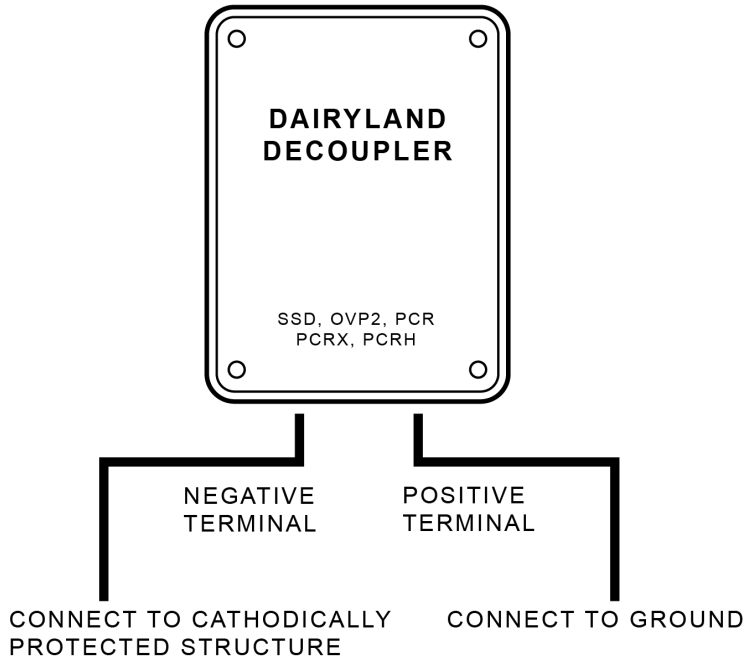 DAIRYLAND
DECOUPLER
SSD, OVP2, PCR
PCRX, PCRH
NEGATIVE
TERMINAL
POSITIVE
TERMINAL
CONNECT TO CATHODICALLY
PROTECTED STRUCTURE
CONNECT TO GROUND